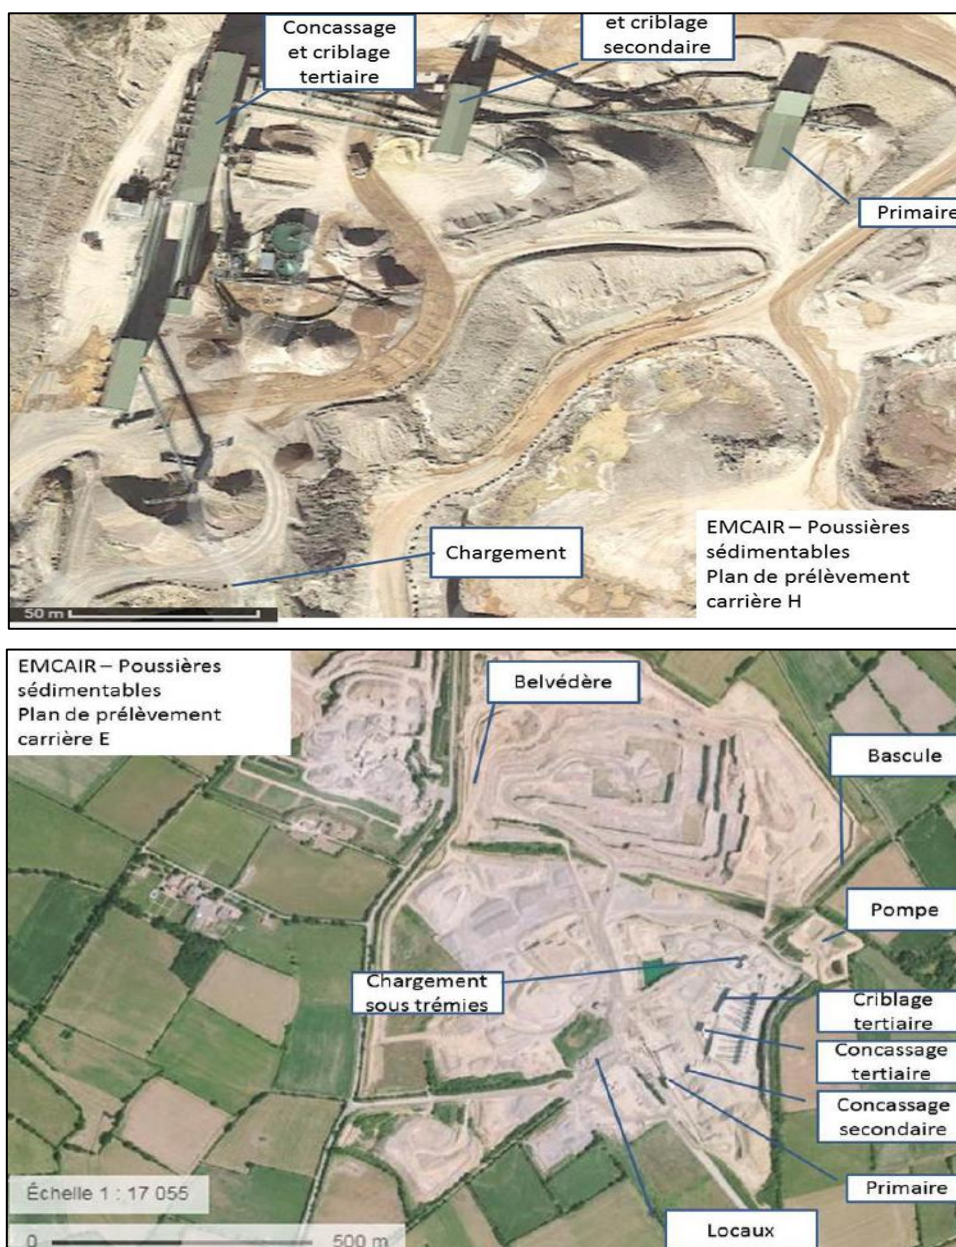 Concassage
et criblage
tertiaire
et criblage
secondaire
Primaire
Chargement
EMCAIR – Poussières
sédimentables
Plan de prélèvement
carrière H
50 m
EMCAIR – Poussières
sédimentables
Plan de prélèvement
carrière E
Belvédère
Bascule
Pompe
Chargement
sous trémies
Criblage
tertiaire
Concassage
tertiaire
Concassage
secondaire
Primaire
Locaux
Échelle 1 : 17 055
0 500 m